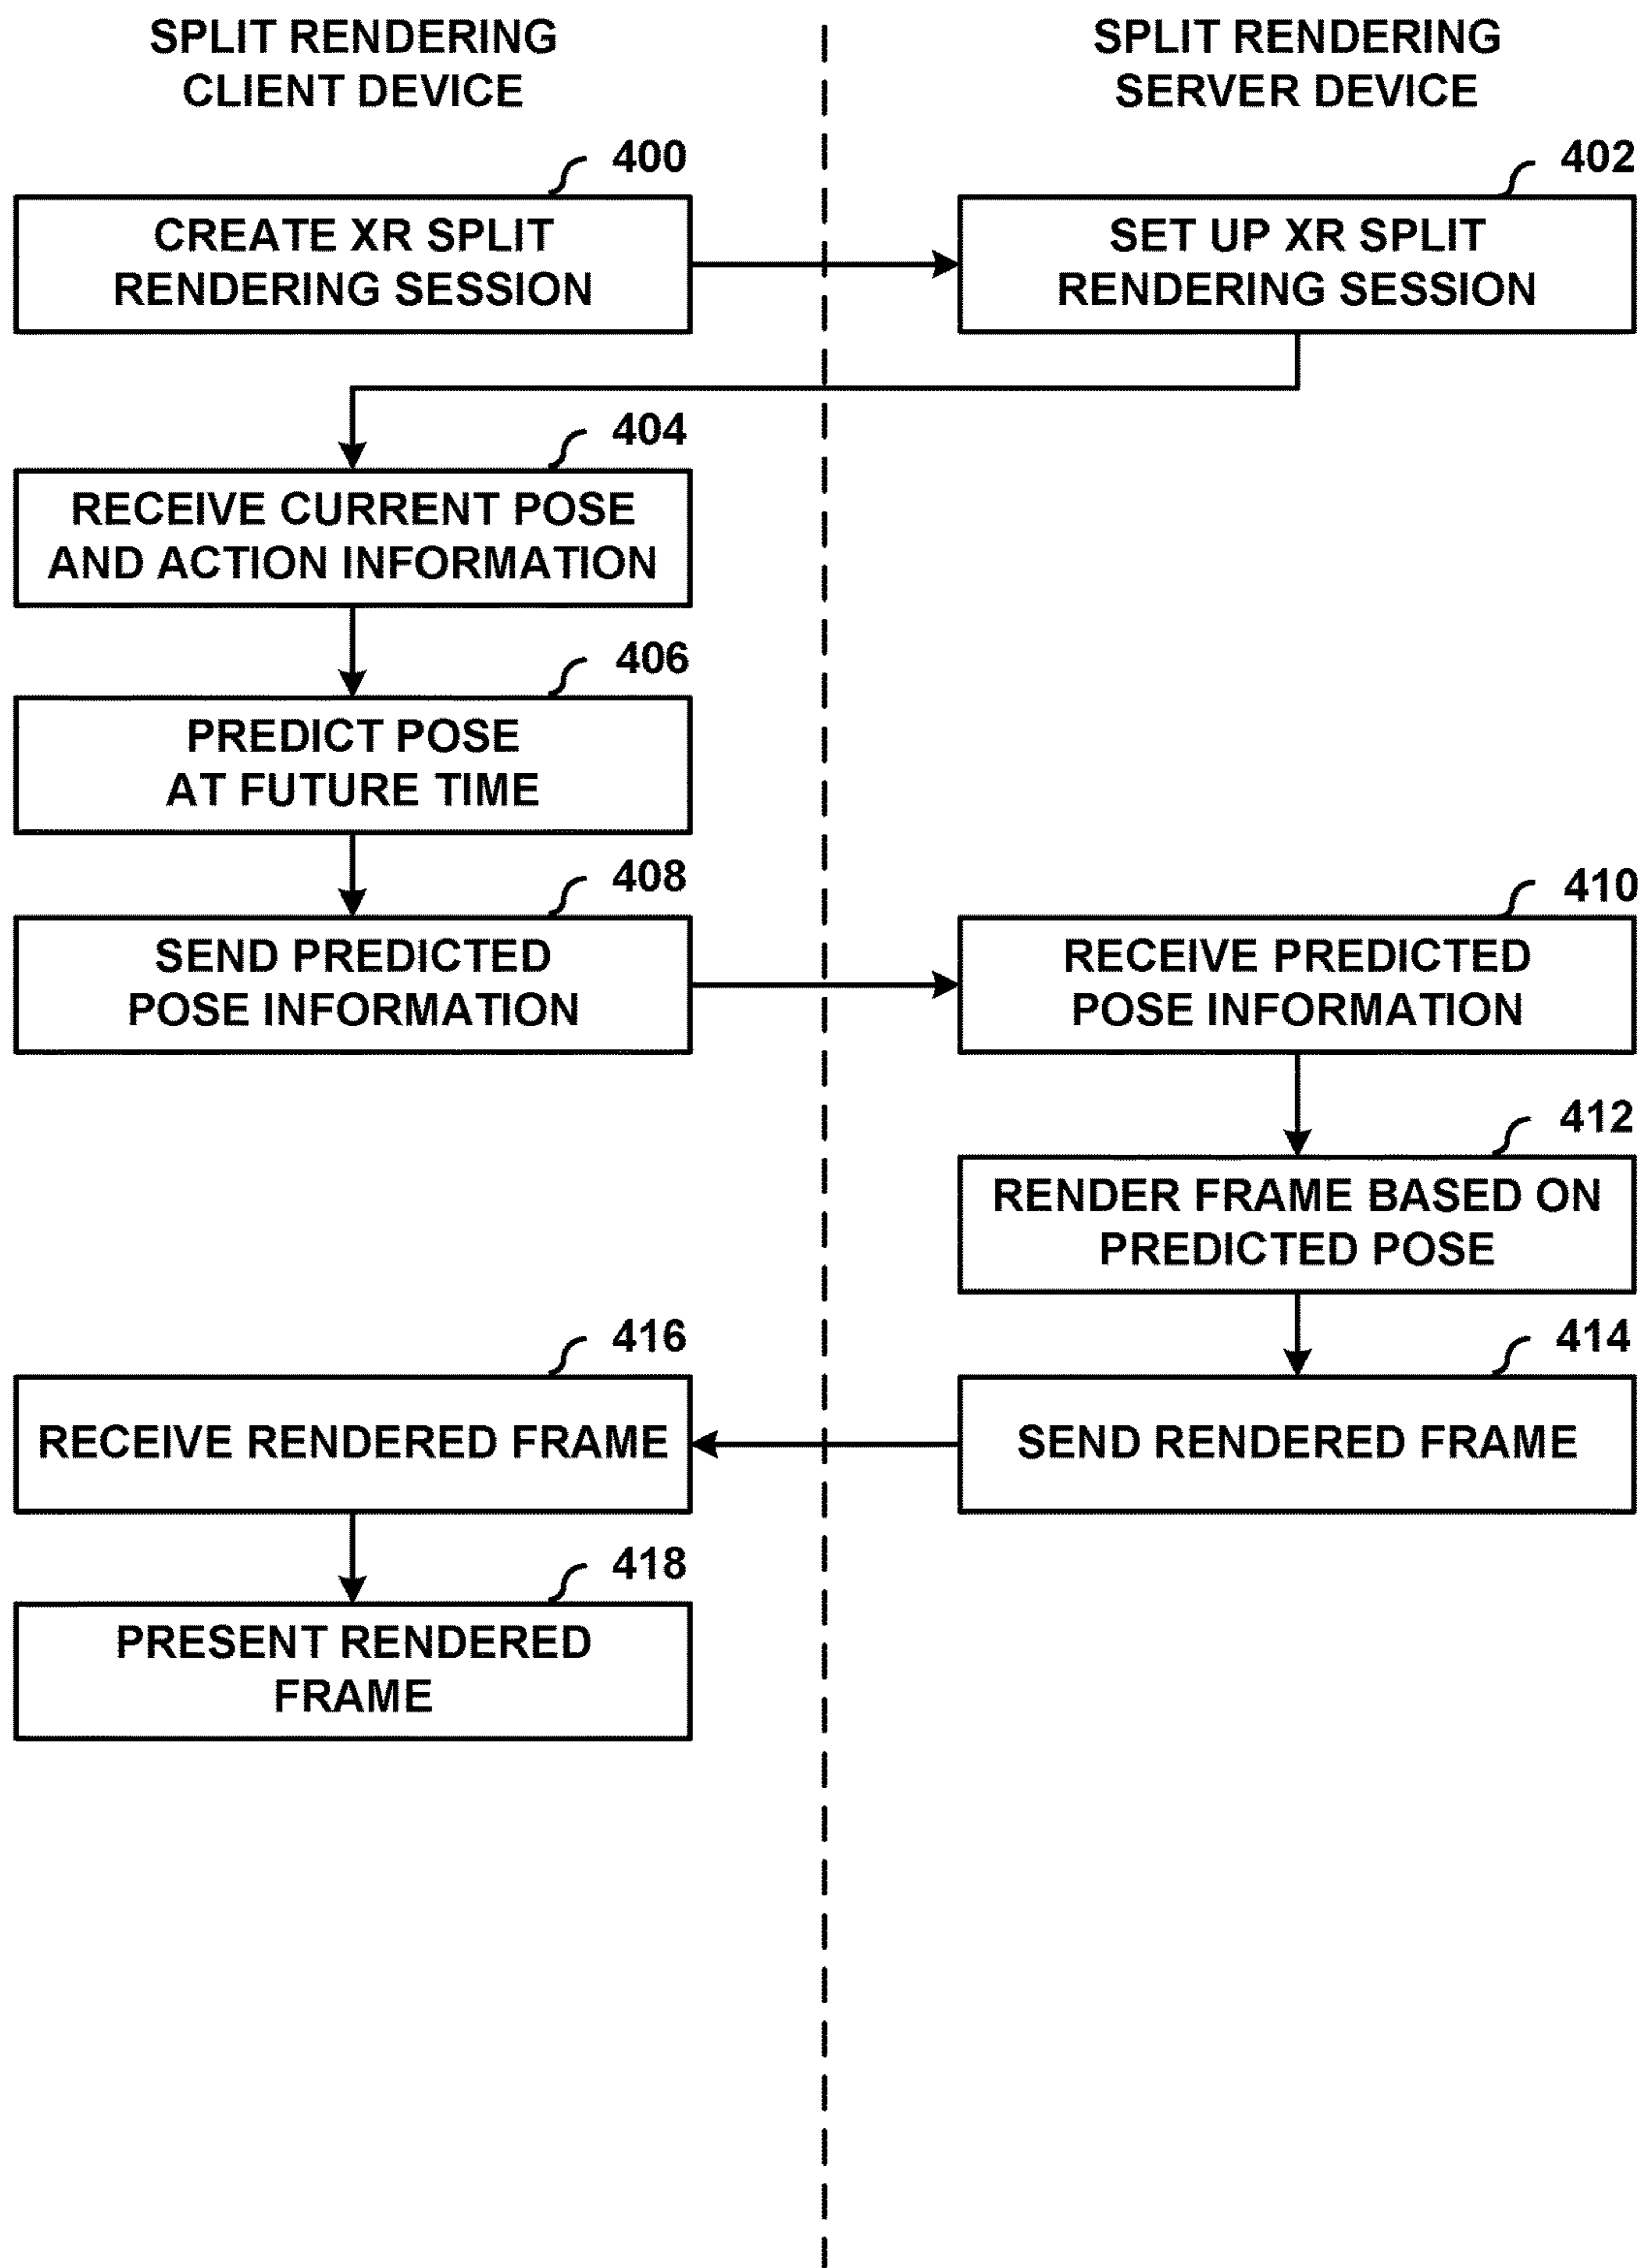 SPLIT RENDERING
CLIENT DEVICE
SPLIT RENDERING
SERVER DEVICE
400
CREATE XR SPLIT
RENDERING SESSION
402
SET UP XR SPLIT
RENDERING SESSION
404
RECEIVE CURRENT POSE
AND ACTION INFORMATION
406
PREDICT POSE
AT FUTURE TIME
408
SEND PREDICTED
POSE INFORMATION
410
RECEIVE PREDICTED
POSE INFORMATION
412
RENDER FRAME BASED ON
PREDICTED POSE
414
SEND RENDERED FRAME
416
RECEIVE RENDERED FRAME
418
PRESENT RENDERED
FRAME